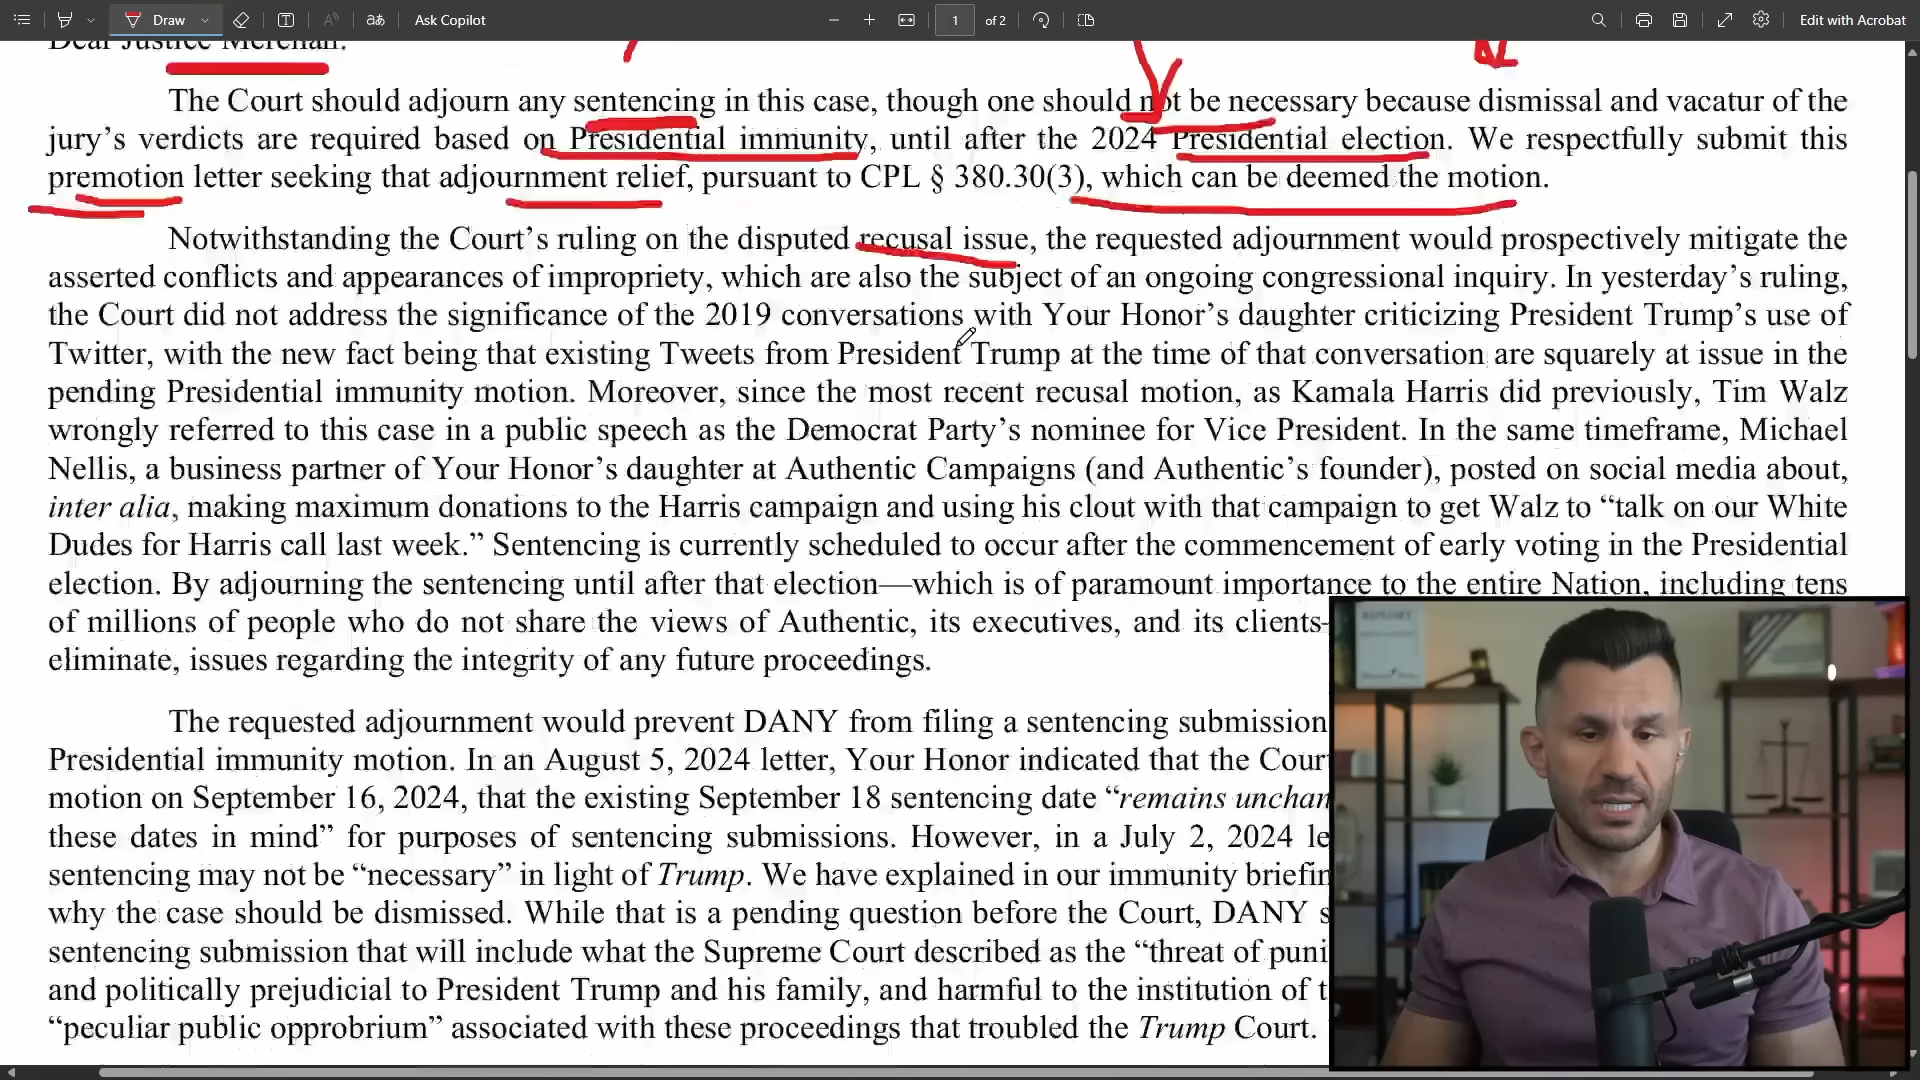 Draw
Ask Copilot
1
of 2
Edit with Acrobat
Dear Justice Merchan:
The Court should adjourn any sentencing in this case, though one should not be necessary because dismissal and vacatur of the
jury's verdicts are required based on Presidential immunity, until after the 2024 Presidential election. We respectfully submit this
premotion letter seeking that adjournment relief, pursuant to CPL § 380.30(3), which can be deemed the motion.
Notwithstanding the Court's ruling on the disputed recusal issue, the requested adjournment would prospectively mitigate the
asserted conflicts and appearances of impropriety, which are also the subject of an ongoing congressional inquiry. In yesterday's ruling,
the Court did not address the significance of the 2019 conversations with Your Honor's daughter criticizing President Trump's use of
Twitter, with the new fact being that existing Tweets from President Trump at the time of that conversation are squarely at issue in the
pending Presidential immunity motion. Moreover, since the most recent recusal motion, as Kamala Harris did previously, Tim Walz
wrongly referred to this case in a public speech as the Democrat Party's nominee for Vice President. In the same timeframe, Michael
Nellis, a business partner of Your Honor's daughter at Authentic Campaigns (and Authentic's founder), posted on social media about,
inter alia, making maximum donations to the Harris campaign and using his clout with that campaign to get Walz to “talk on our White
Dudes for Harris call last week.” Sentencing is currently scheduled to occur after the commencement of early voting in the Presidential
election. By adjourning the sentencing until after that election—which is of paramount importance to the entire Nation, including tens
of millions of people who do not share the views of Authentic, its executives, and its clients-
eliminate, issues regarding the integrity of any future proceedings.
The requested adjournment would prevent DANY from filing a sentencing submission
Presidential immunity motion. In an August 5, 2024 letter, Your Honor indicated that the Cour
motion on September 16, 2024, that the existing September 18 sentencing date “remains unchan
these dates in mind” for purposes of sentencing submissions. However, in a July 2, 2024 le
sentencing may not be “necessary” in light of Trump. We have explained in our immunity briefin
why the case should be dismissed. While that is a pending question before the Court, DANY s
sentencing submission that will include what the Supreme Court described as the “threat of puni
and politically prejudicial to President Trump and his family, and harmful to the institution of t
“peculiar public opprobrium” associated with these proceedings that troubled the Trump Court.